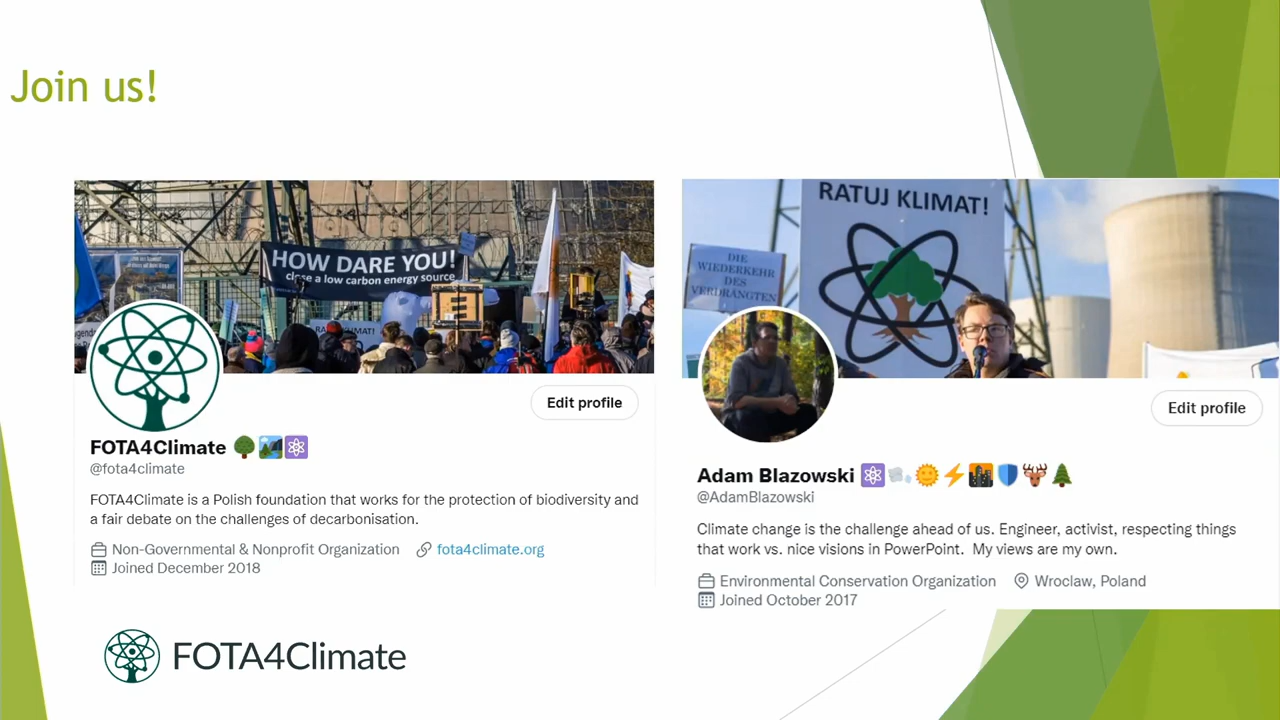 Join us!
HOW DARE YOU!
close a low carbon energy source
KLIMAT!
Edit profile
FOTA4Climate
@fota4climate
FOTA4Climate is a Polish foundation that works for the protection of biodiversity and
a fair debate on the challenges of decarbonisation.
Non-Governmental & Nonprofit Organization fota4climate.org
Joined December 2018
RATUJ KLIMAT!
DIE
WIEDERKEHR
DES
VERDRÄNGTEN
Edit profile
Adam Blazowski
@AdamBlazowski
Climate change is the challenge ahead of us. Engineer, activist, respecting things
that work vs. nice visions in PowerPoint. My views are my own.
Environmental Conservation Organization Wroclaw, Poland
Joined October 2017
FOTA4Climate